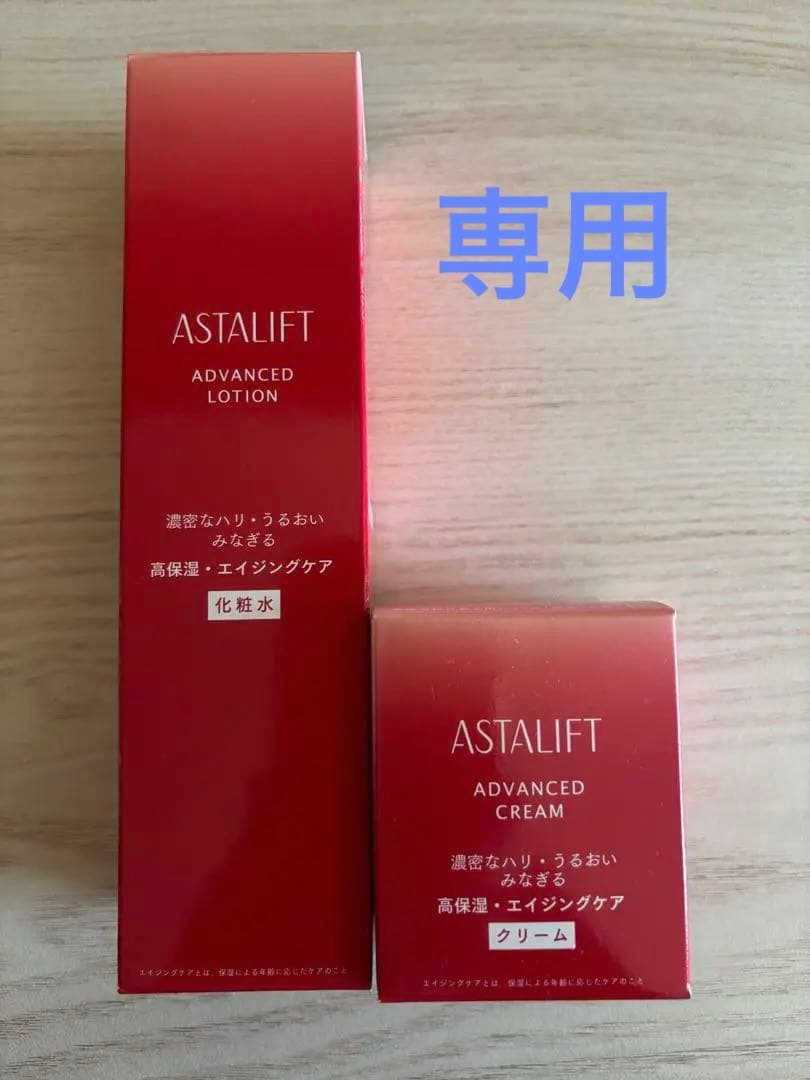 専用
ASTALIFT
ADVANCED
LOTION
濃密なハリ・うるおい
みなぎる
高保湿・エイジングケア
化粧水
エイジングケアとは、保湿による年齢に応じたケアのこと
ASTALIFT
ADVANCED
CREAM
濃密なハリ・うるおい
みなぎる
高保湿・エイジングケア
クリーム
エイジングケアとは、保湿による年齢に応じたケアのこと